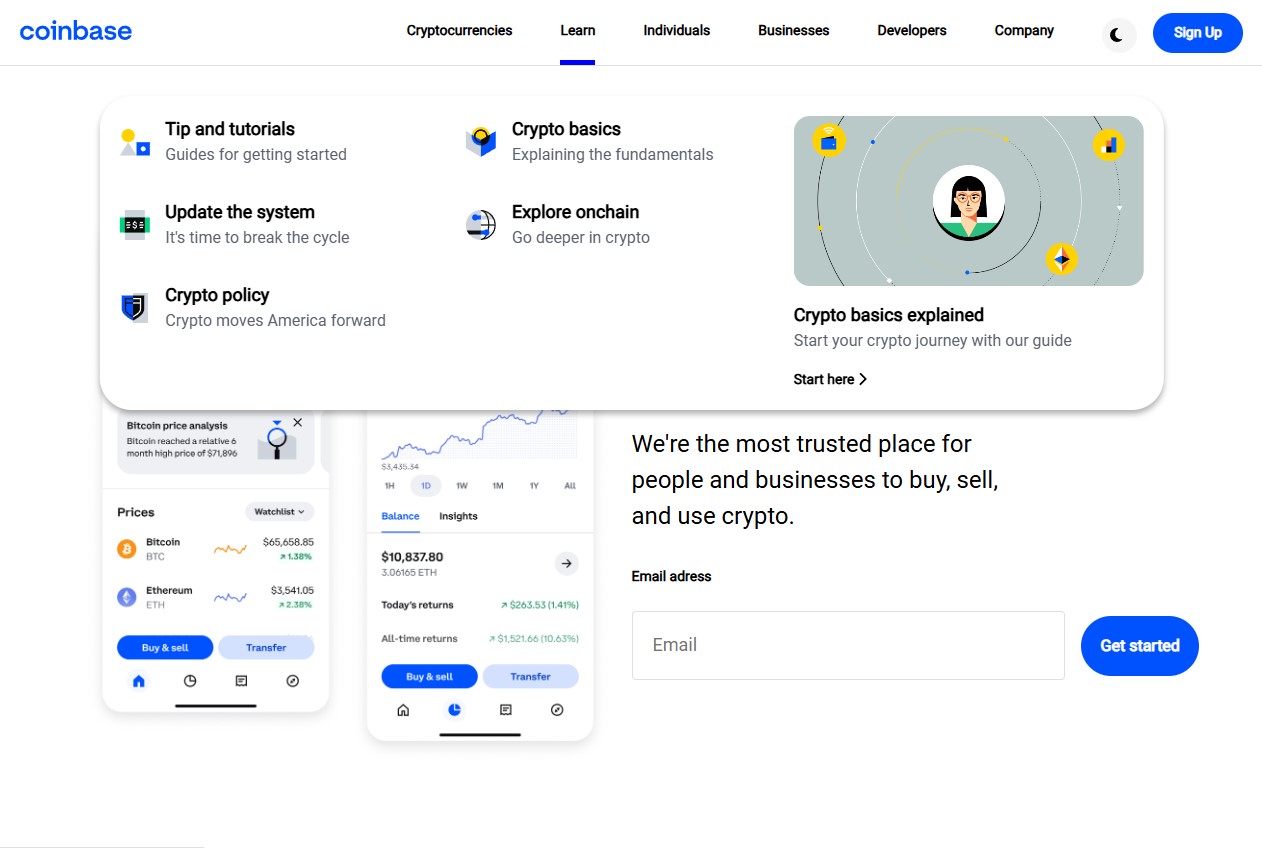 coinbase
Cryptocurrencies
Learn
Individuals
Businesses
Developers
Company
Sign Up
Tip and tutorials
Guides for getting started
Crypto basics
Explaining the fundamentals
Update the system
It's time to break the cycle
Explore onchain
Go deeper in crypto
Crypto policy
Crypto moves America forward
Crypto basics explained
Start your crypto journey with our guide
Start here
Bitcoin price analysis
Bitcoin reached a relative 6
month high price of $71,896
Prices
Watchlist
Bitcoin
$65,658.85
BTC
↗ 1.38%
Ethereum
$3,541.05
ETH
↗ 2.38%
Buy & sell
Transfer
$3,435.34
1H
1D
1W
1M
1Y
All
Balance
Insights
$10,837.80
3.06165 ETH
Today's returns
↗ $263.53 (1.41%)
All-time returns
↗ $1,521.66 (10.63%)
Buy & sell
Transfer
We're the most trusted place for
people and businesses to buy, sell,
and use crypto.
Email adress
Email
Get started